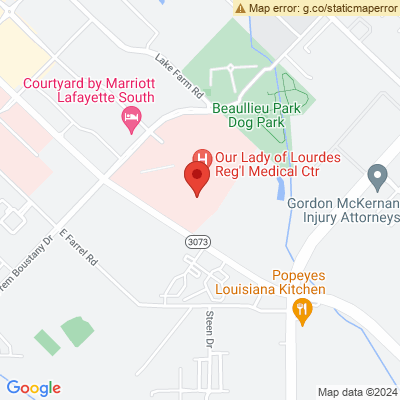 Map error: g.co/staticmaperror
Lake Farm Rd
Courtyard by Marriott
Lafayette South
Beaullieu Park
Dog Park
H
Our Lady of Lourdes
Reg'l Medical Ctr
Gordon McKernan
Injury Attorneys
3073
E Farrel Rd
rem Boustany Dr
Popeyes
Louisiana Kitchen
Steen Dr
Google
Map data ©2024